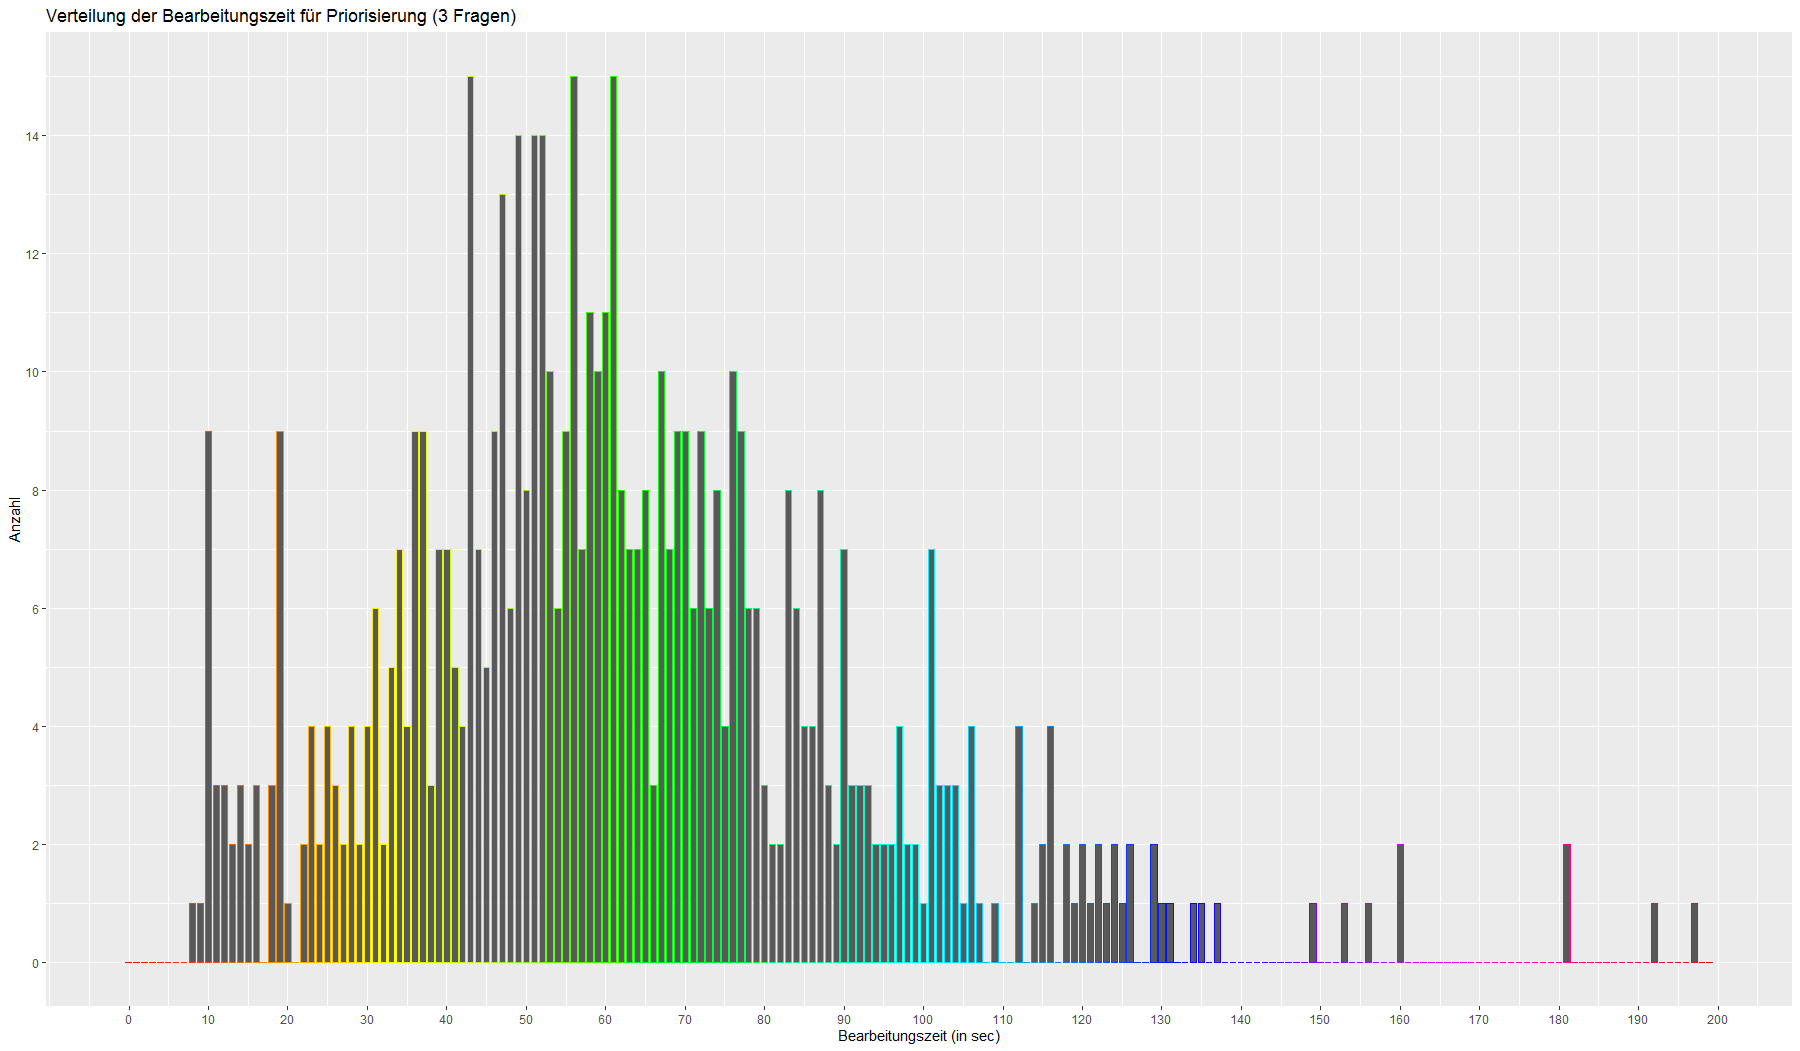 Verteilung der Bearbeitungszeit für Priorisierung (3 Fragen)
Anzahl
14
12
10
8
6
4
2
0
0 10 20 30 40 50 60 70 80 90 100 110 120 130 140 150 160 170 180 190 200
Bearbeitungszeit (in sec)